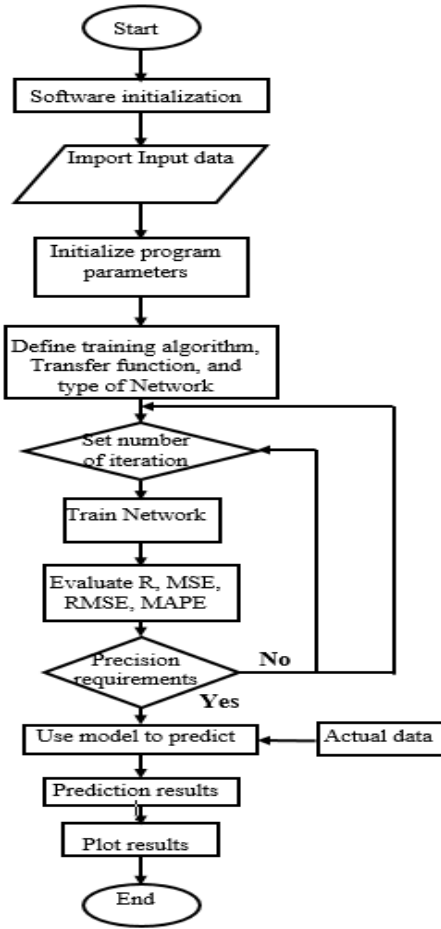 Start
Software initialization
Import Input data
Initialize program
parameters
Define training algorithm,
Transfer function, and
type of Network
Set number
of iteration
Train Network
Evaluate R, MSE,
RMSE, MAPE
Precision
requirements
No
Yes
Use model to predict
Actual data
Prediction results
Plot results
End